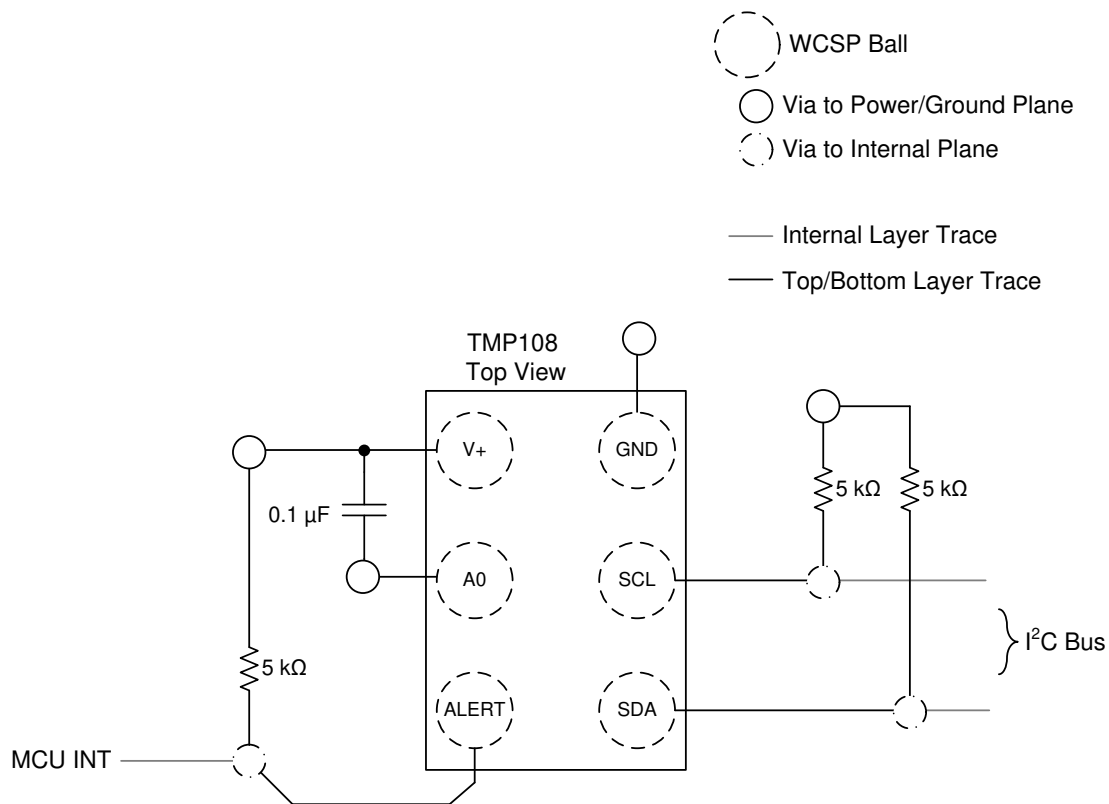 WCSP Ball
Via to Power/Ground Plane
Via to Internal Plane
Internal Layer Trace
Top/Bottom Layer Trace
TMP108
Top View
V+
GND
5 kΩ
5 kΩ
0.1 µF
A0
SCL
I²C Bus
5 kΩ
ALERT
SDA
MCU INT